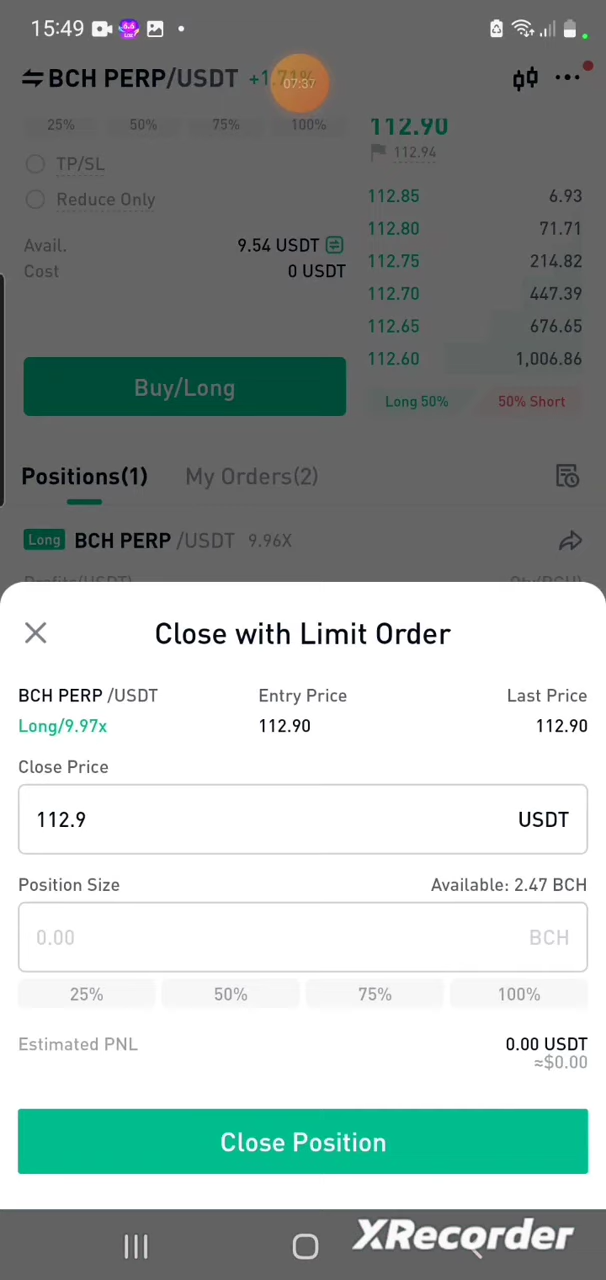 15:49
BCH PERP/USDT +1.71%
07:37
25% 50% 75% 100%
112.90
112.94
TP/SL
Reduce Only
112.85 6.93
112.80 71.71
Avail. 9.54 USDT
112.75 214.82
Cost 0 USDT
112.70 447.39
112.65 676.65
112.60 1,006.86
Buy/Long
Long 50% 50% Short
Positions(1) My Orders(2)
Long BCH PERP /USDT 9.96X
Profits(USDT) Qty(BCH)
Close with Limit Order
BCH PERP /USDT Entry Price Last Price
Long/9.97x 112.90 112.90
Close Price
112.9 USDT
Position Size Available: 2.47 BCH
0.00 BCH
25% 50% 75% 100%
Estimated PNL 0.00 USDT
≈$0.00
Close Position
XRecorder